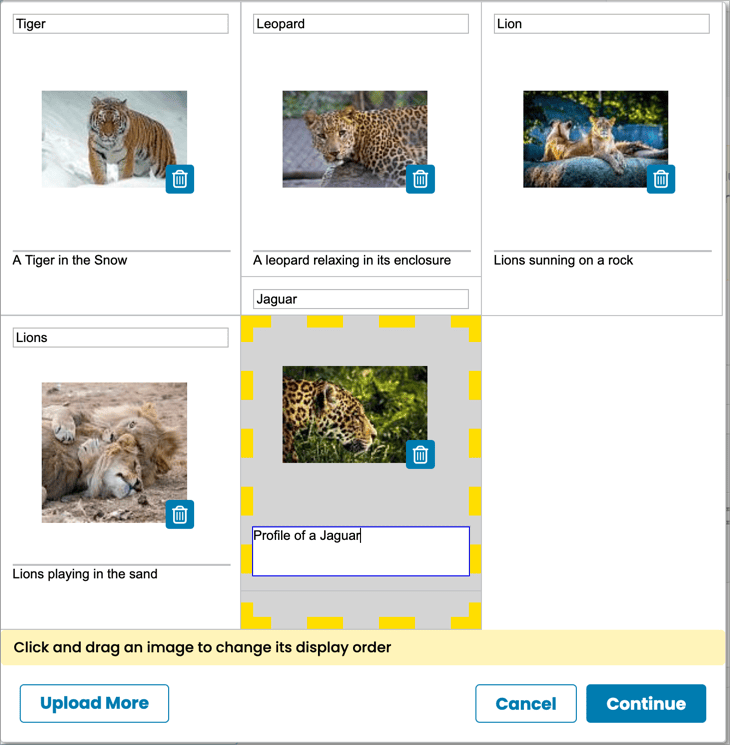 Tiger
Leopard
Lion
A Tiger in the Snow
A leopard relaxing in its enclosure
Lions sunning on a rock
Jaguar
Lions
Profile of a Jaguar
Lions playing in the sand
Click and drag an image to change its display order
Upload More
Cancel
Continue